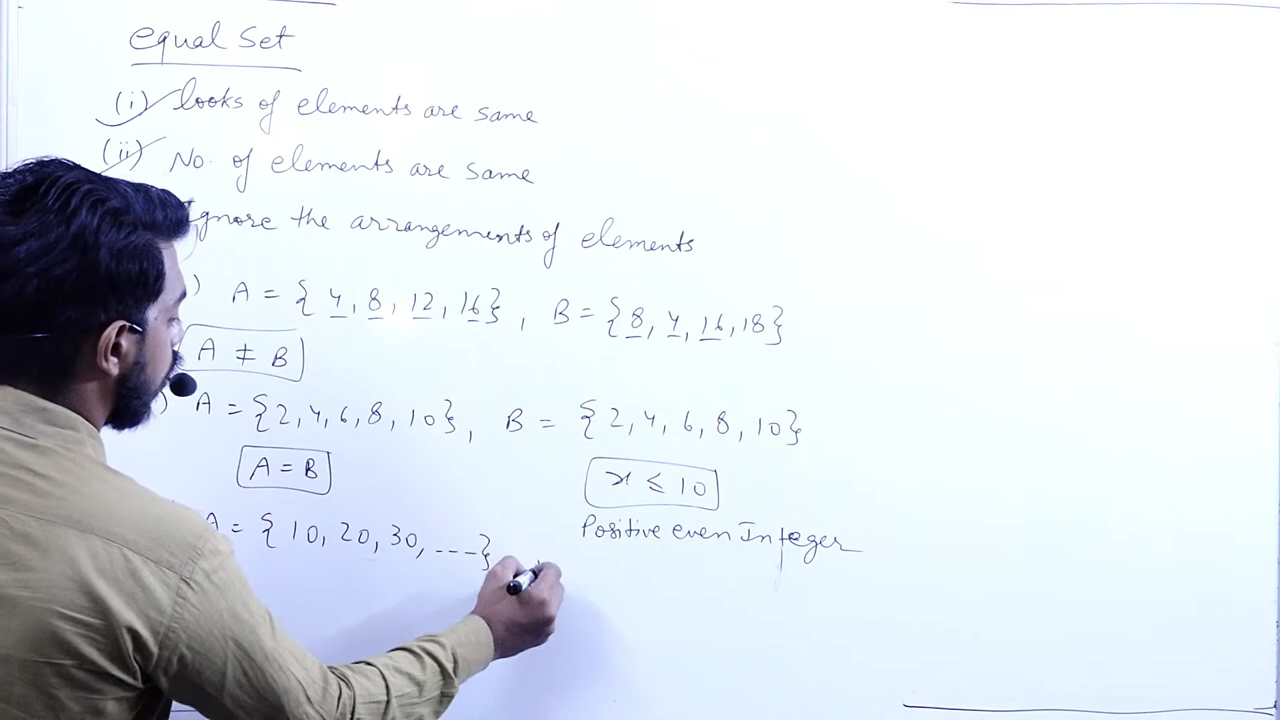 equal Set
(i) looks of elements are same
(ii) No. of elements are same
ignore the arrangements of elements
) A = { 4, 8, 12, 16}, B = {8, 4, 16, 18}
A ≠ B
) A = {2, 4, 6, 8, 10}, B = {2, 4, 6, 8, 10}
A = B x ≤ 10
Positive even Integer
A = { 10, 20, 30, ---}